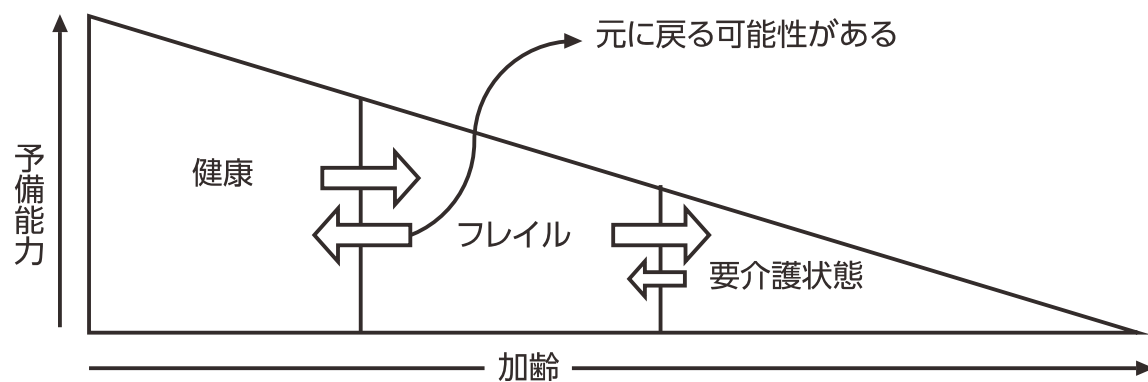 元に戻る可能性がある
健康
予備能力
フレイル
要介護状態
加齢